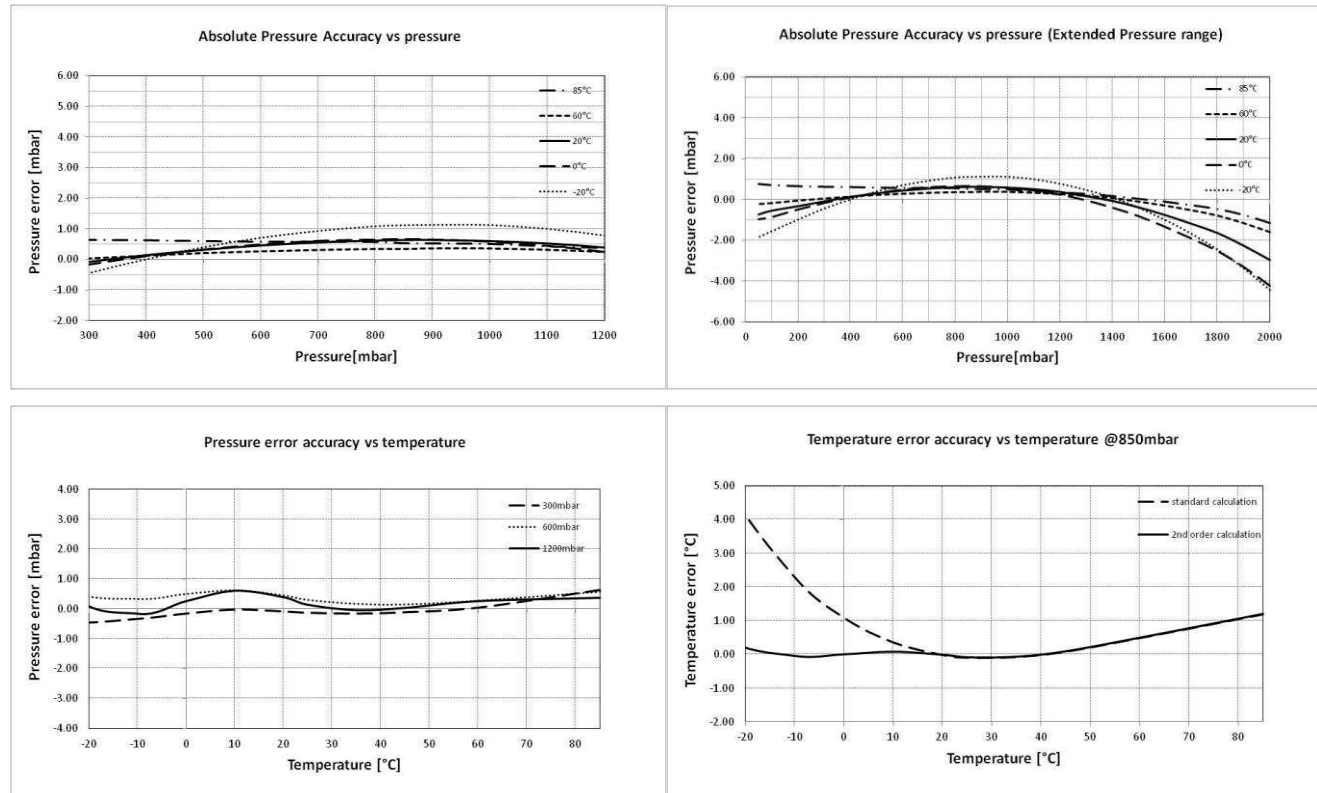 Absolute Pressure Accuracy vs pressure
6.00
5.00
4.00
3.00
2.00
1.00
0.00
-1.00
-2.00
Pressure error [mbar]
85°C
60°C
20°C
0°C
-20°C
300 400 500 600 700 800 900 1000 1100 1200
Pressure[mbar]
Absolute Pressure Accuracy vs pressure (Extended Pressure range)
6.00
4.00
2.00
0.00
-2.00
-4.00
-6.00
Pressure error [mbar]
85°C
60°C
20°C
0°C
-20°C
0 200 400 600 800 1000 1200 1400 1600 1800 2000
Pressure[mbar]
Pressure error accuracy vs temperature
4.00
3.00
2.00
1.00
0.00
-1.00
-2.00
-3.00
-4.00
Pressure error [mbar]
300mbar
600mbar
1200mbar
-20 -10 0 10 20 30 40 50 60 70 80
Temperature [°C]
Temperature error accuracy vs temperature @850mbar
5.00
4.00
3.00
2.00
1.00
0.00
-1.00
-2.00
Temperature error [°C]
standard calculation
2nd order calculation
-20 -10 0 10 20 30 40 50 60 70 80
Temperature [°C]